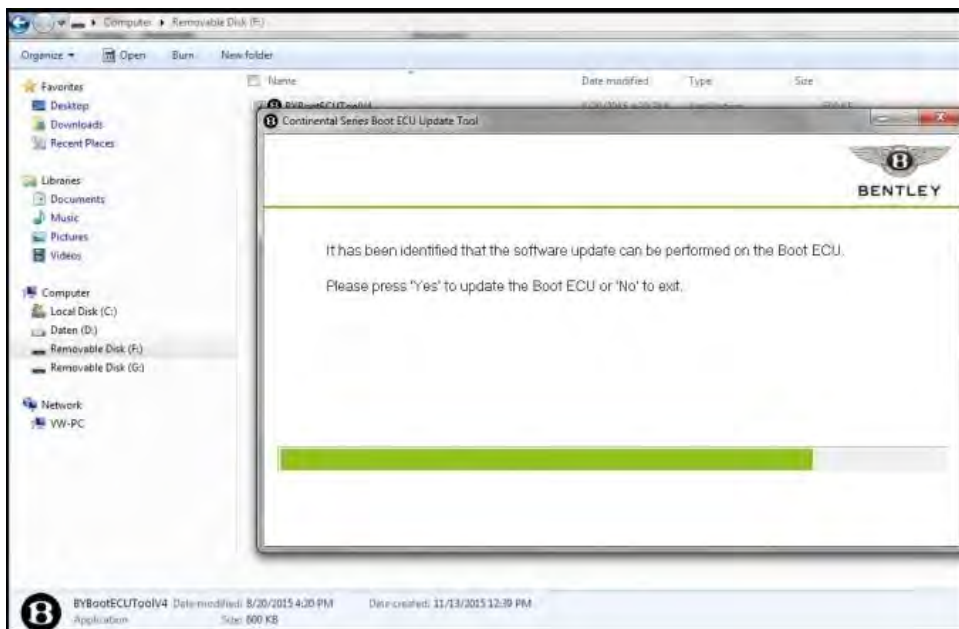 Computer ▸ Removable Disk (F:)
Organize Open Burn New folder
Name Date modified Type Size
Favorites
Desktop
Downloads
Recent Places
Libraries
Documents
Music
Pictures
Videos
Computer
Local Disk (C:)
Daten (D:)
Removable Disk (F:)
Removable Disk (G:)
Network
VW-PC
BYBootECUToolV4
Continental Series Boot ECU Update Tool
B
BENTLEY
It has been identified that the software update can be performed on the Boot ECU.
Please press 'Yes' to update the Boot ECU or 'No' to exit.
B
BYBootECUToolV4 Date modified: 8/20/2015 4:20 PM Date created: 11/13/2015 12:39 PM
Application Size: 600 KB